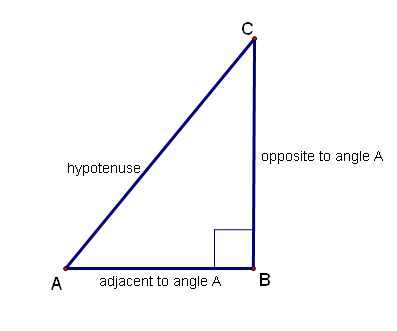 C
opposite to angle A
hypotenuse
A
adjacent to angle A
B